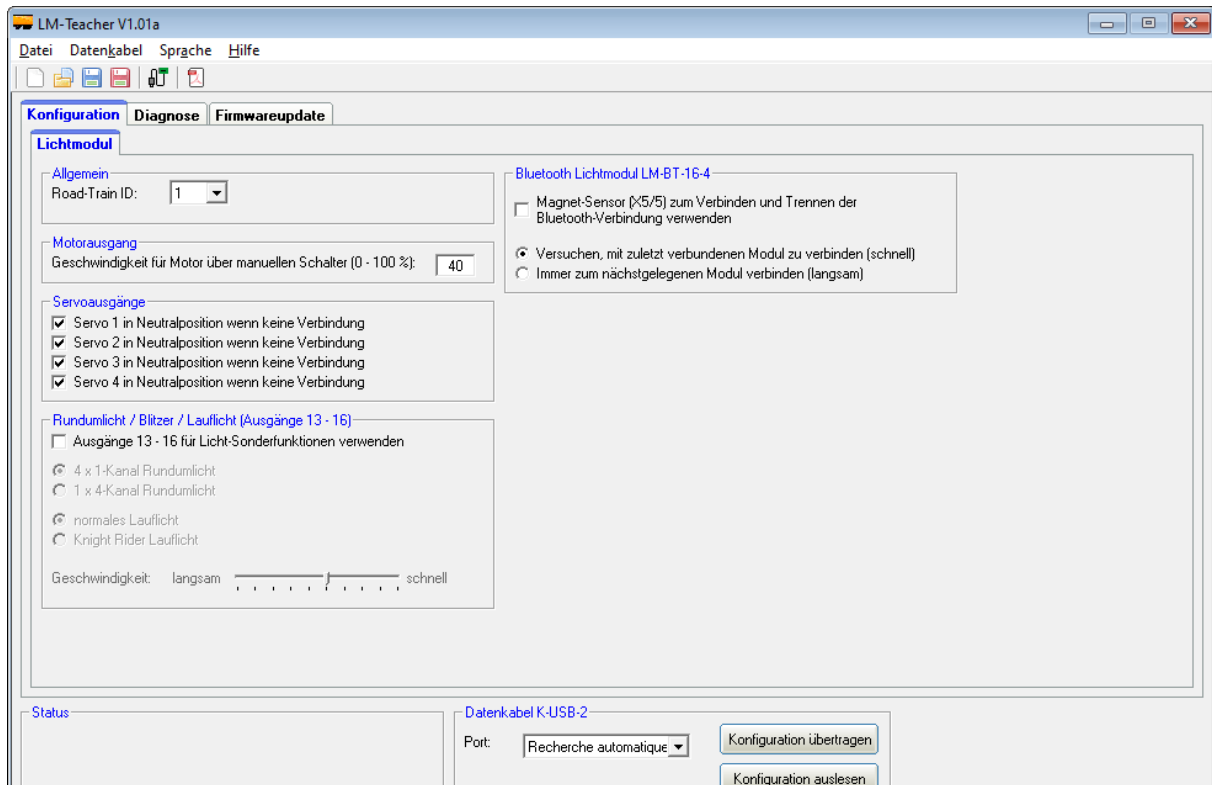 LM-Teacher V1.01a
Datei Datenkabel Sprache Hilfe
Konfiguration Diagnose Firmwareupdate
Lichtmodul
Allgemein
Road-Train ID: 1
Motorausgang
Geschwindigkeit für Motor über manuellen Schalter (0 - 100 %): 40
Servoausgänge
Servo 1 in Neutralposition wenn keine Verbindung
Servo 2 in Neutralposition wenn keine Verbindung
Servo 3 in Neutralposition wenn keine Verbindung
Servo 4 in Neutralposition wenn keine Verbindung
Rundumlicht / Blitzer / Lauflicht (Ausgänge 13 - 16)
Ausgänge 13 - 16 für Licht-Sonderfunktionen verwenden
4 x 1-Kanal Rundumlicht
1 x 4-Kanal Rundumlicht
normales Lauflicht
Knight Rider Lauflicht
Geschwindigkeit: langsam schnell
Bluetooth Lichtmodul LM-BT-16-4
Magnet-Sensor (X5/5) zum Verbinden und Trennen der
Bluetooth-Verbindung verwenden
Versuchen, mit zuletzt verbundenen Modul zu verbinden (schnell)
Immer zum nächstgelegenen Modul verbinden (langsam)
Status
Datenkabel K-USB-2
Port: Recherche automatique
Konfiguration übertragen
Konfiguration auslesen